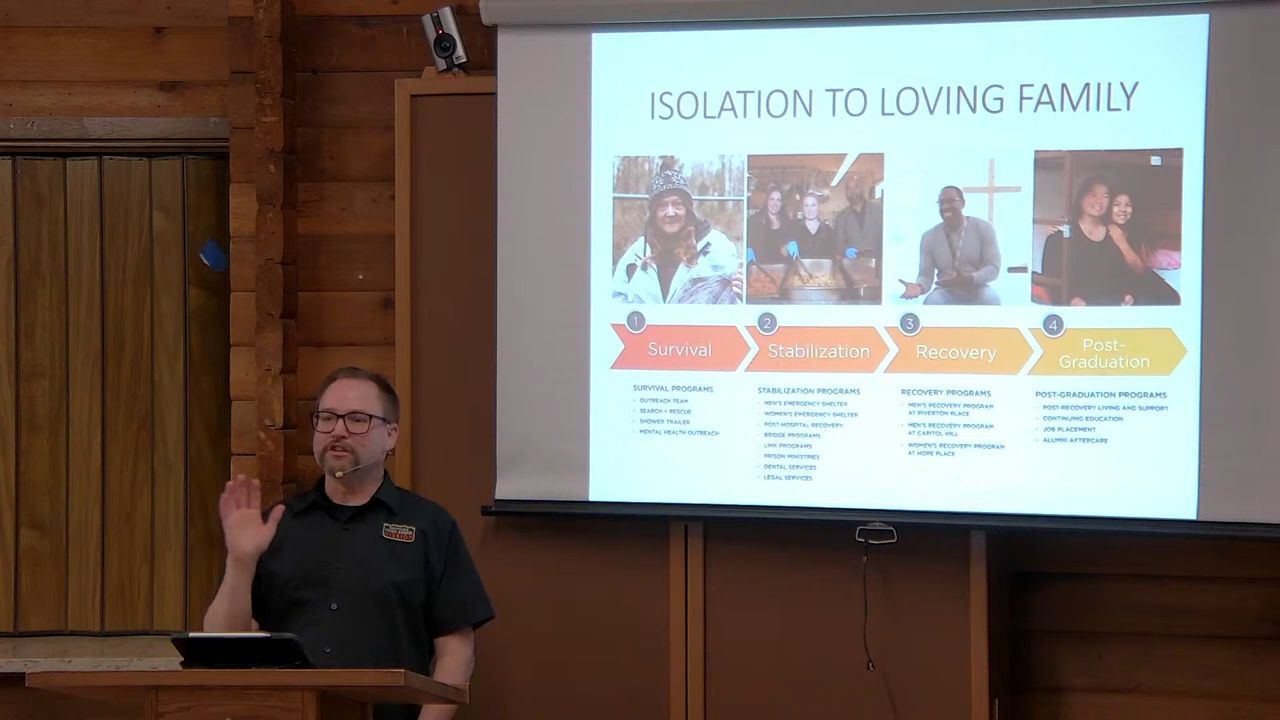 ISOLATION TO LOVING FAMILY
1
Survival
2
Stabilization
3
Recovery
4
Post-
Graduation
SURVIVAL PROGRAMS
• OUTREACH TEAM
• SEARCH + RESCUE
• SHOWER TRAILER
• MENTAL HEALTH OUTREACH
STABILIZATION PROGRAMS
• MEN'S EMERGENCY SHELTER
• WOMEN'S EMERGENCY SHELTER
• POST-HOSPITAL RECOVERY
• BRIDGE PROGRAMS
• LINK PROGRAMS
• PRISON MINISTRIES
• DENTAL SERVICES
• LEGAL SERVICES
RECOVERY PROGRAMS
• MEN'S RECOVERY PROGRAM
AT RIVERTON PLACE
• MEN'S RECOVERY PROGRAM
AT CAPITOL HILL
• WOMEN'S RECOVERY PROGRAM
AT HOPE PLACE
POST-GRADUATION PROGRAMS
• POST-RECOVERY LIVING AND SUPPORT
• CONTINUING EDUCATION
• JOB PLACEMENT
• ALUMNI AFTERCARE
MISSION